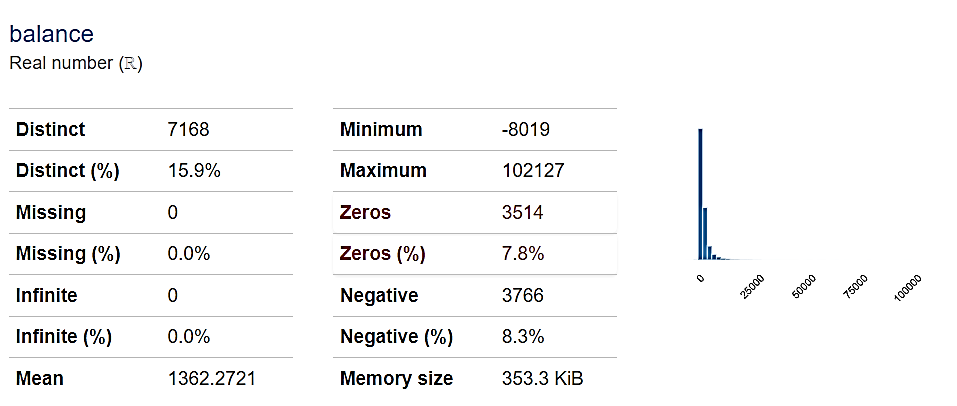 balance
Real number (ℝ)
Distinct 7168
Distinct (%) 15.9%
Missing 0
Missing (%) 0.0%
Infinite 0
Infinite (%) 0.0%
Mean 1362.2721
Minimum -8019
Maximum 102127
Zeros 3514
Zeros (%) 7.8%
Negative 3766
Negative (%) 8.3%
Memory size 353.3 KiB
0 25000 50000 75000 100000